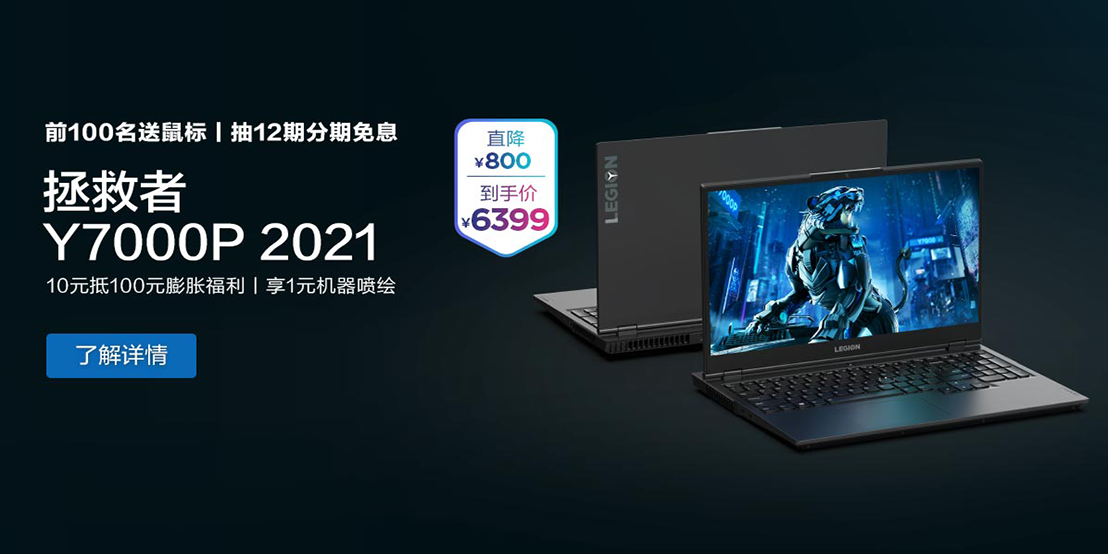 前100名送鼠标 | 抽12期分期免息
拯救者
Y7000P 2021
10元抵100元膨胀福利 | 享1元机器喷绘
了解详情
直降
¥800
到手价
¥6399
LEGION
LEGION